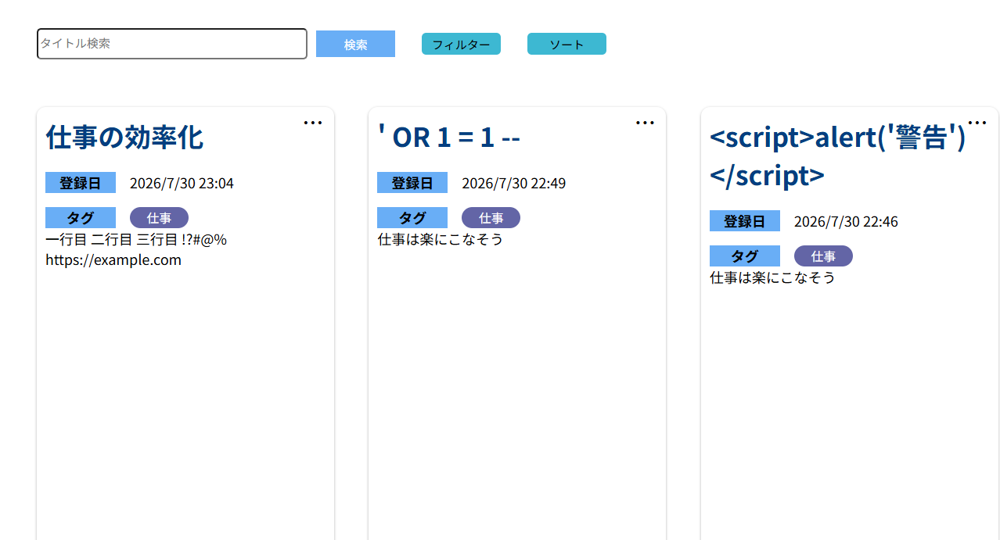 タイトル検索
検索
フィルター
ソート
仕事の効率化
…
登録日 2026/7/30 23:04
タグ 仕事
一行目 二行目 三行目 !?#@%
https://example.com
' OR 1 = 1 --
…
登録日 2026/7/30 22:49
タグ 仕事
仕事は楽にこなそう
<script>alert('警告')
</script>
…
登録日 2026/7/30 22:46
タグ 仕事
仕事は楽にこなそう